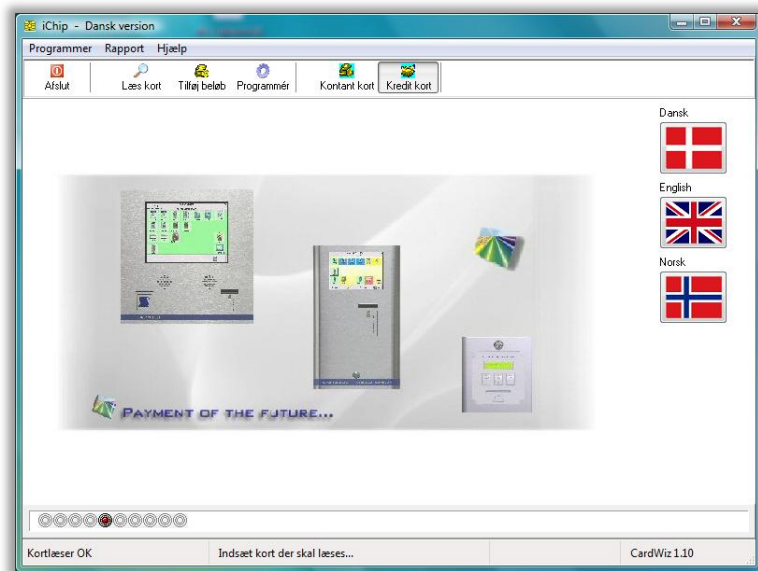 iChip - Dansk version
Programmer Rapport Hjælp
Afslut Læs kort Tilføj beløb Programmér Kontant kort Kredit kort
Dansk
English
Norsk
PAYMENT OF THE FUTURE...
Kortlæser OK Indsæt kort der skal læses... CardWiz 1.10